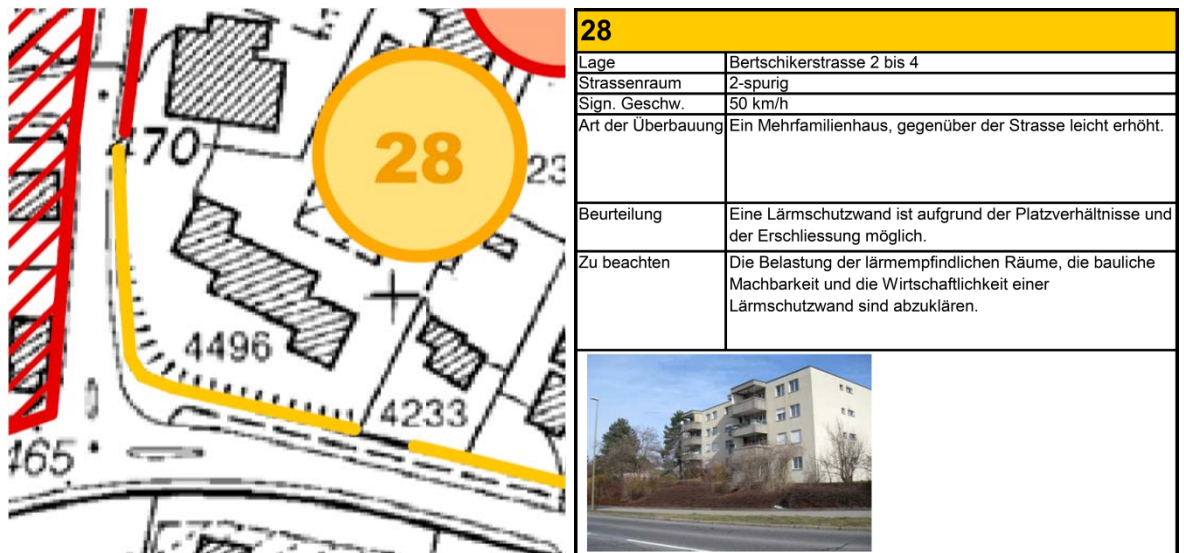 28
470
23
4496
4233
465
28
Lage Bertschikerstrasse 2 bis 4
Strassenraum 2-spurig
Sign. Geschw. 50 km/h
Art der Überbauung Ein Mehrfamilienhaus, gegenüber der Strasse leicht erhöht.
Beurteilung Eine Lärmschutzwand ist aufgrund der Platzverhältnisse und
der Erschliessung möglich.
Zu beachten Die Belastung der lärmempfindlichen Räume, die bauliche
Machbarkeit und die Wirtschaftlichkeit einer
Lärmschutzwand sind abzuklären.